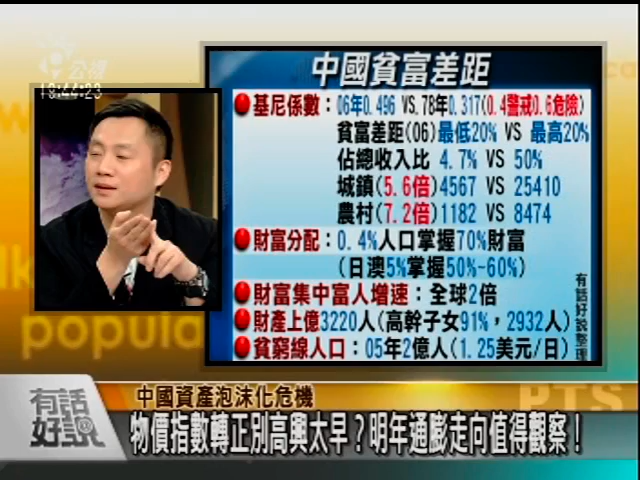 公視
19:44:23
中國貧富差距
基尼係數：06年0.496 VS.78年0.317(0.4警戒0.6危險)
貧富差距(06)最低20% VS 最高20%
佔總收入比 4.7% VS 50%
城鎮(5.6倍)4567 VS 25410
農村(7.2倍)1182 VS 8474
財富分配：0.4%人口掌握70%財富
(日澳5%掌握50%-60%)
財富集中富人增速：全球2倍
財產上億3220人(高幹子女91%，2932人)
貧窮線人口：05年2億人(1.25美元/日)
有話好說整理
popula
中國資產泡沫化危機
PTS
有話好說
物價指數轉正別高興太早？明年通膨走向值得觀察！